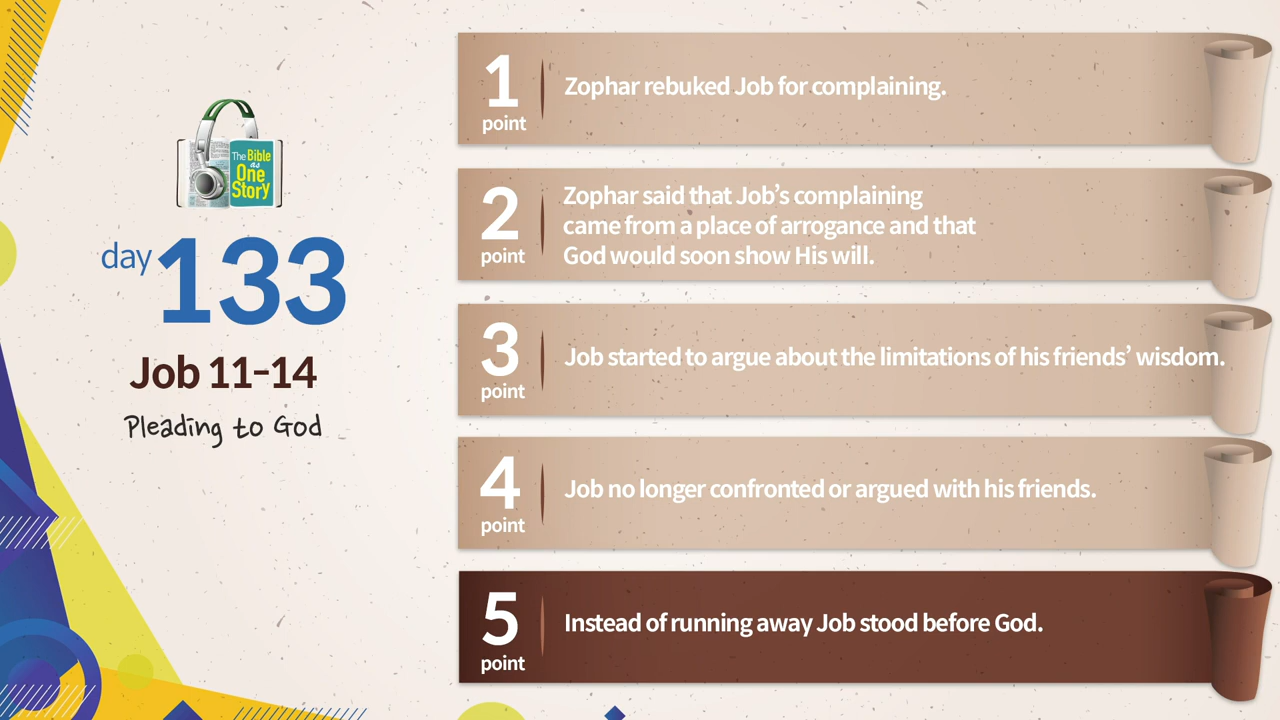 The Bible
as
One
Story
day 133
Job 11-14
Pleading to God
1
point
Zophar rebuked Job for complaining.
2
point
Zophar said that Job’s complaining
came from a place of arrogance and that
God would soon show His will.
3
point
Job started to argue about the limitations of his friends’ wisdom.
4
point
Job no longer confronted or argued with his friends.
5
point
Instead of running away Job stood before God.